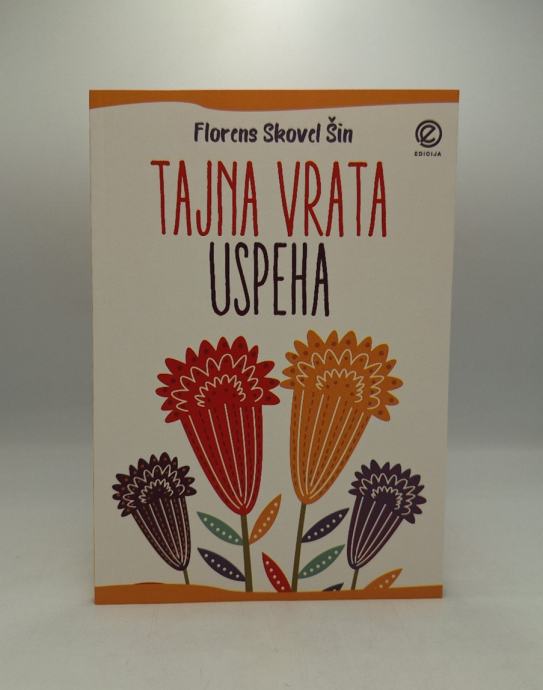 Florens Skovel Šin
EDICIJA
TAJNA VRATA
USPEHA